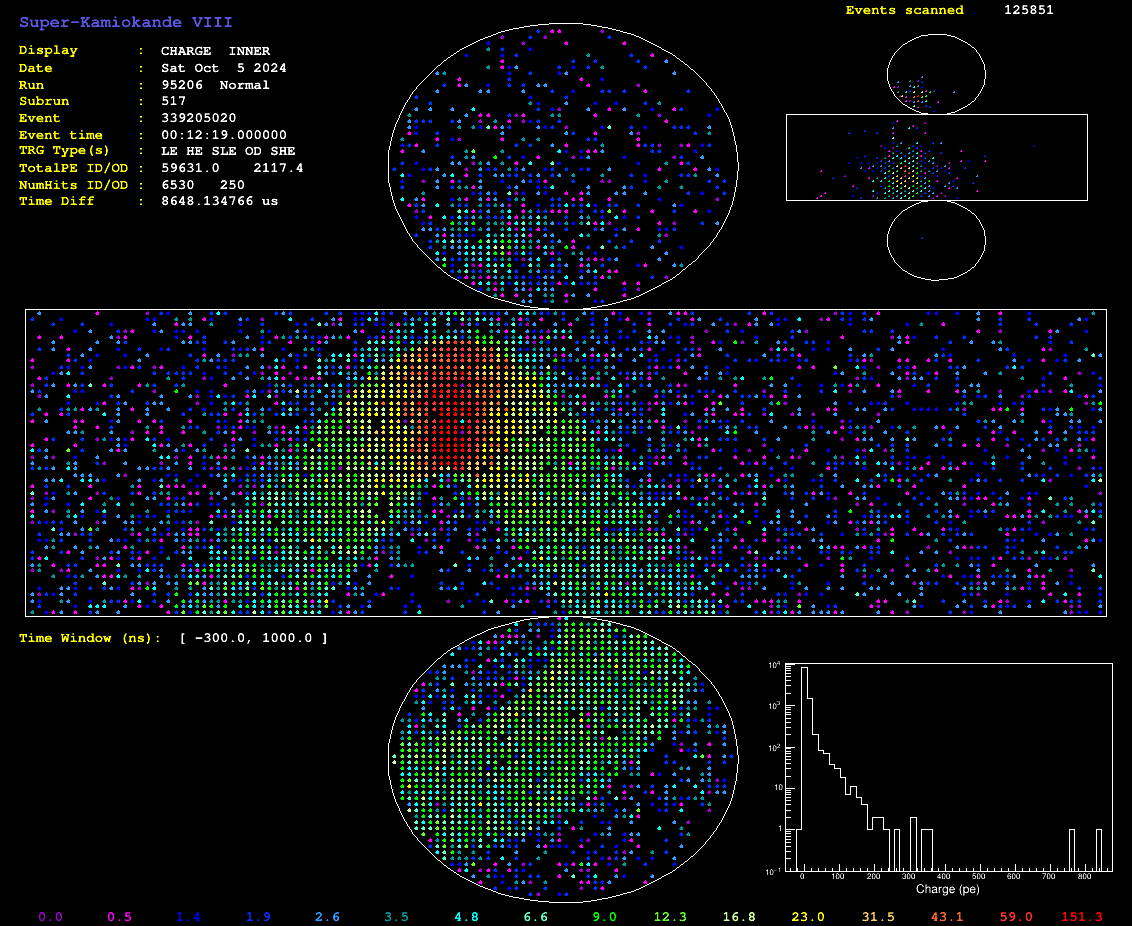 Super-Kamiokande VIII
Events scanned 125851
Display : CHARGE INNER
Date : Sat Oct 5 2024
Run : 95206 Normal
Subrun : 517
Event : 339205020
Event time : 00:12:19.000000
TRG Type(s) : LE HE SLE OD SHE
TotalPE ID/OD : 59631.0 2117.4
NumHits ID/OD : 6530 250
Time Diff : 8648.134766 us
Time Window (ns): [ -300.0, 1000.0 ]
10^4
10^3
10^2
10
1
10^-1
0 100 200 300 400 500 600 700 800
Charge (pe)
0.0 0.5 1.4 1.9 2.6 3.5 4.8 6.6 9.0 12.3 16.8 23.0 31.5 43.1 59.0 151.3